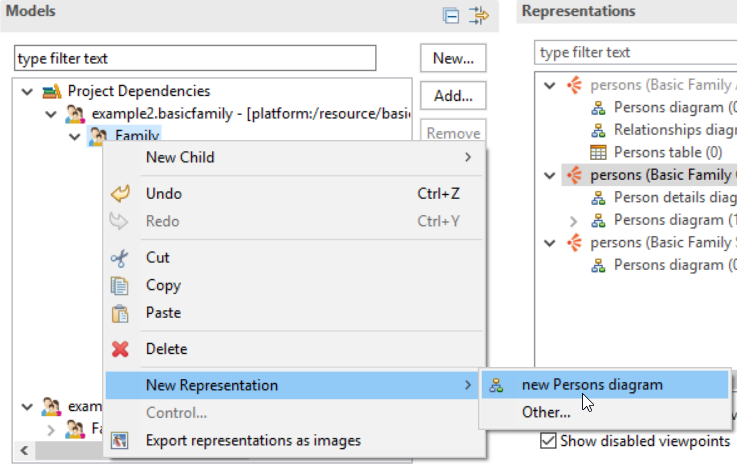 Models
type filter text
New...
Project Dependencies
Add...
example2.basicfamily - [platform:/resource/basi
Family
Remove
New Child
Undo Ctrl+Z
Redo Ctrl+Y
Cut
Copy
Paste
Delete
New Representation
Control...
Export representations as images
exam
Fa
new Persons diagram
Other...
Representations
type filter text
persons (Basic Family
Persons diagram (0
Relationships diagr
Persons table (0)
persons (Basic Family
Person details diag
Persons diagram (1
persons (Basic Family S
Persons diagram (0
Show disabled viewpoints